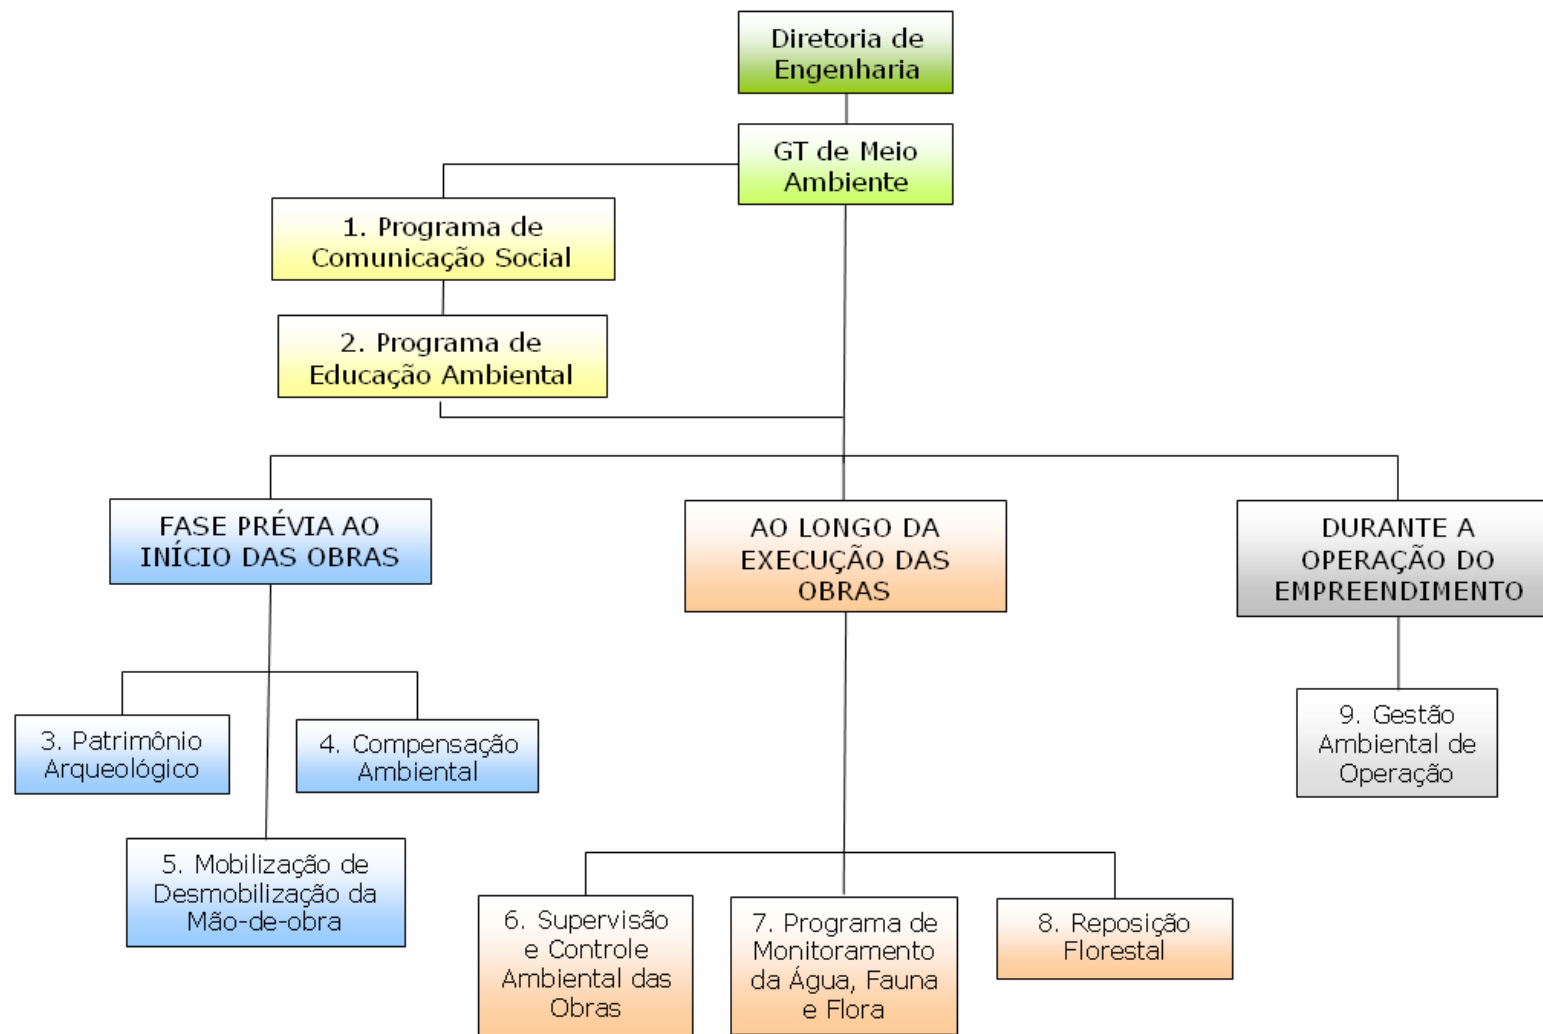 Diretoria de
Engenharia
GT de Meio
Ambiente
1. Programa de
Comunicação Social
2. Programa de
Educação Ambiental
FASE PRÉVIA AO
INÍCIO DAS OBRAS
AO LONGO DA
EXECUÇÃO DAS
OBRAS
DURANTE A
OPERAÇÃO DO
EMPREENDIMENTO
3. Patrimônio
Arqueológico
4. Compensação
Ambiental
5. Mobilização de
Desmobilização da
Mão-de-obra
6. Supervisão
e Controle
Ambiental das
Obras
7. Programa de
Monitoramento
da Água, Fauna
e Flora
8. Reposição
Florestal
9. Gestão
Ambiental de
Operação